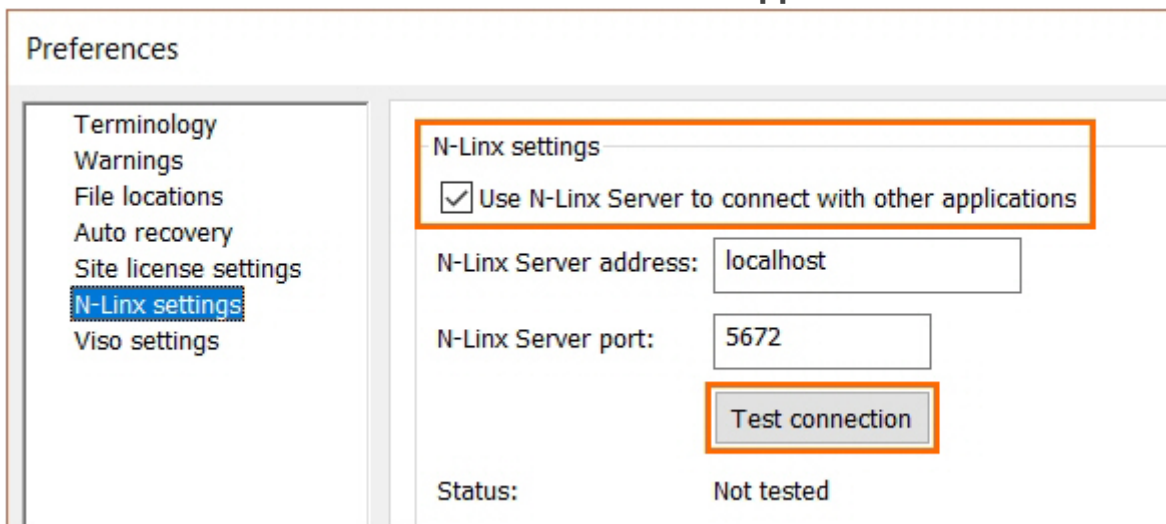 Preferences
Terminology
Warnings
File locations
Auto recovery
Site license settings
N-Linx settings
Viso settings
N-Linx settings
Use N-Linx Server to connect with other applications
N-Linx Server address: localhost
N-Linx Server port: 5672
Test connection
Status: Not tested